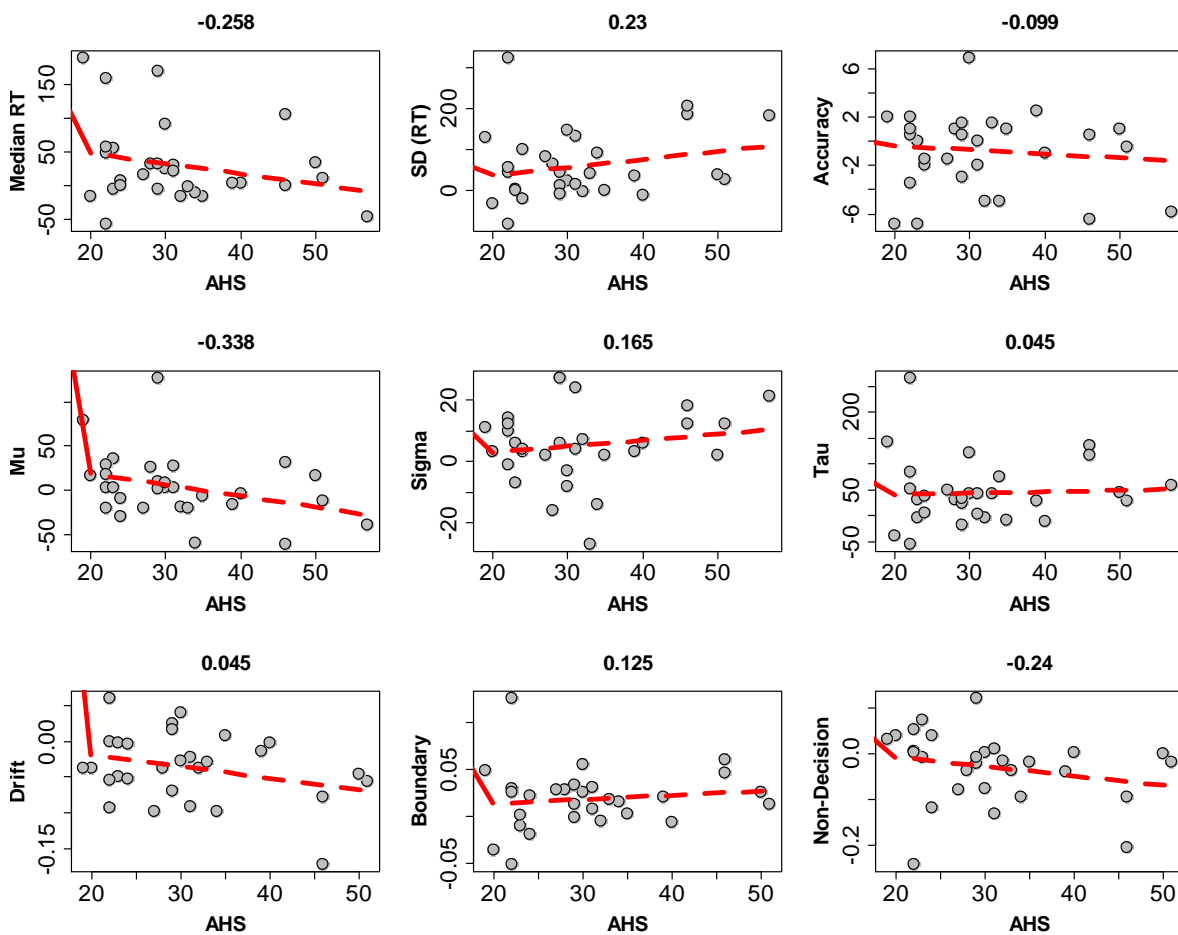 -0.258
0.23
-0.099
Median RT
-50 50 150
20 30 40 50
AHS
SD (RT)
0 200
20 30 40 50
AHS
Accuracy
-6 -2 2 6
20 30 40 50
AHS
-0.338
0.165
0.045
Mu
-50 0 50
20 30 40 50
AHS
Sigma
-20 0 20
20 30 40 50
AHS
Tau
-50 50 200
20 30 40 50
AHS
0.045
0.125
-0.24
Drift
-0.15 0.00
20 30 40 50
AHS
Boundary
-0.05 0.05
20 30 40 50
AHS
Non-Decision
-0.2 0.0
20 30 40 50
AHS